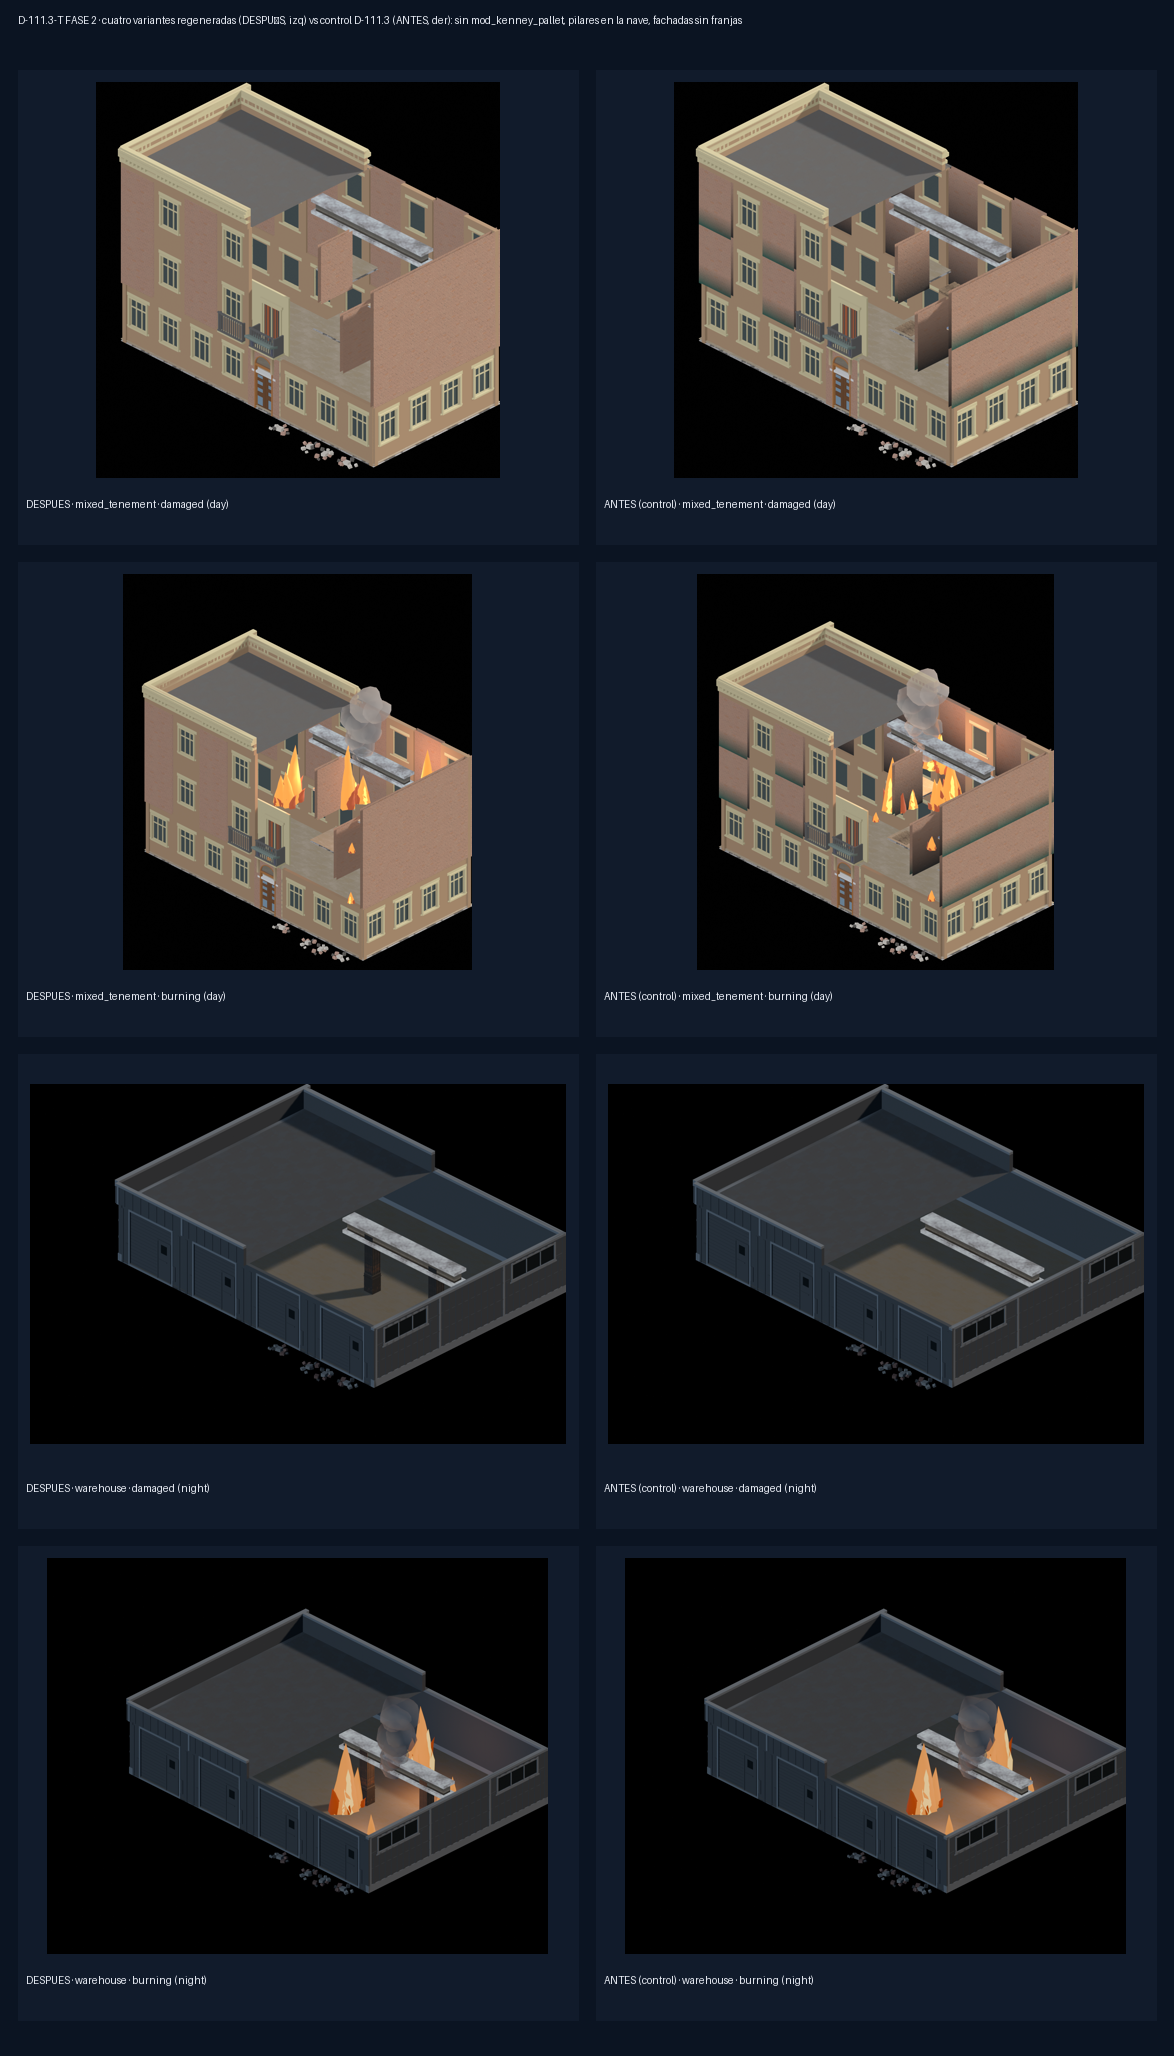 D-111.3-T FASE 2 · cuatro variantes regeneradas (DESPU▯▯S, izq) vs control D-111.3 (ANTES, der): sin mod_kenney_pallet, pilares en la nave, fachadas sin franjas
DESPUES · mixed_tenement · damaged (day)
ANTES (control) · mixed_tenement · damaged (day)
DESPUES · mixed_tenement · burning (day)
ANTES (control) · mixed_tenement · burning (day)
DESPUES · warehouse · damaged (night)
ANTES (control) · warehouse · damaged (night)
DESPUES · warehouse · burning (night)
ANTES (control) · warehouse · burning (night)